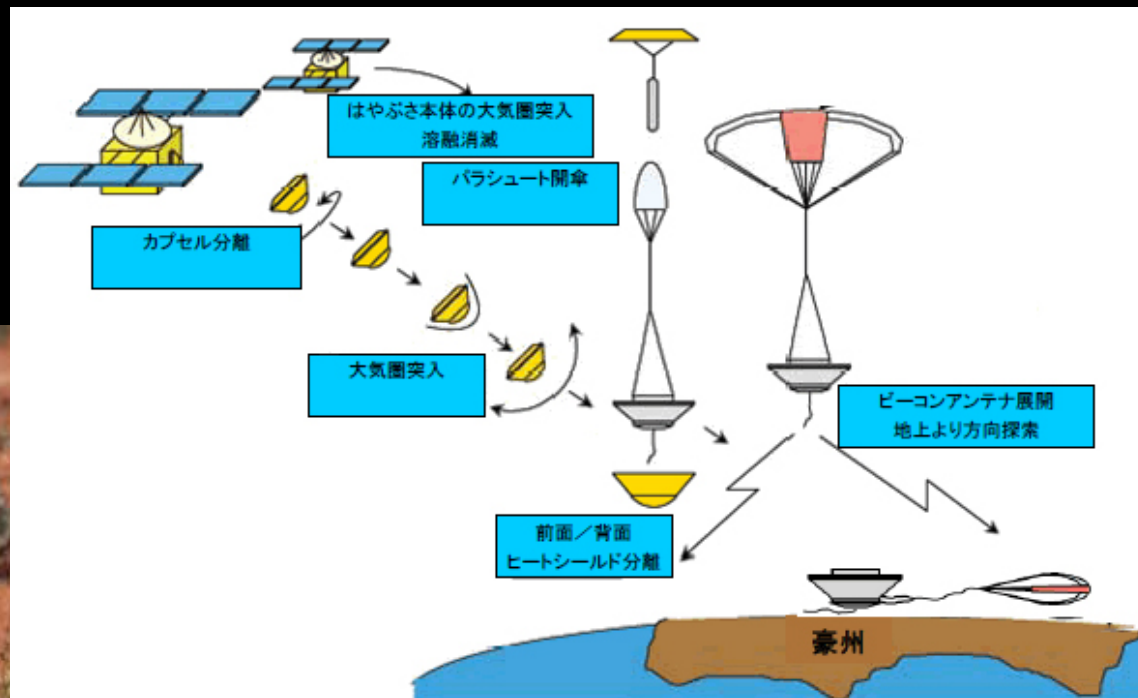 はやぶさ本体の大気圏突入
溶融消滅
パラシュート開傘
カプセル分離
大気圏突入
ビーコンアンテナ展開
地上より方向探索
前面／背面
ヒートシールド分離
豪州